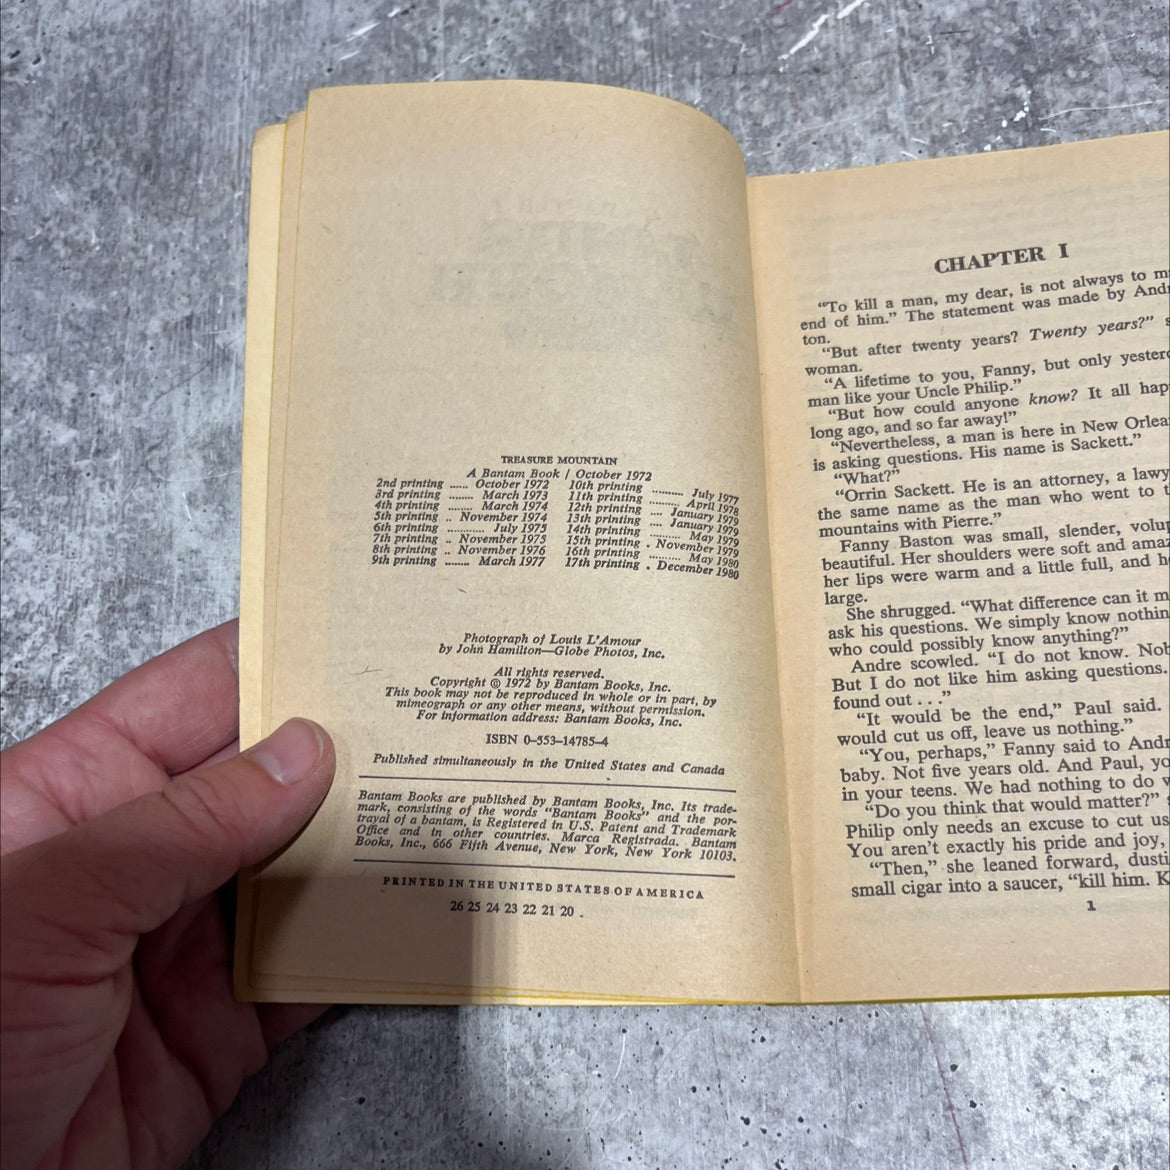 TREASURE MOUNTAIN
A Bantam Book / October 1972
2nd printing ..... October 1972
3rd printing ........ March 1973
4th printing ........ March 1974
5th printing .. November 1974
6th printing ............ July 1975
7th printing .. November 1975
8th printing .. November 1976
9th printing ........ March 1977
10th printing ......... July 1977
11th printing ......... April 1978
12th printing .... January 1979
13th printing .... January 1979
14th printing ......... May 1979
15th printing . November 1979
16th printing ......... May 1980
17th printing . December 1980
Photograph of Louis L'Amour
by John Hamilton—Globe Photos, Inc.
All rights reserved.
Copyright © 1972 by Bantam Books, Inc.
This book may not be reproduced in whole or in part, by
mimeograph or any other means, without permission.
For information address: Bantam Books, Inc.
ISBN 0-553-14785-4
Published simultaneously in the United States and Canada
Bantam Books are published by Bantam Books, Inc. Its trade-
mark, consisting of the words "Bantam Books" and the por-
trayal of a bantam, is Registered in U.S. Patent and Trademark
Office and in other countries. Marca Registrada. Bantam
Books, Inc., 666 Fifth Avenue, New York, New York 10103.
PRINTED IN THE UNITED STATES OF AMERICA
26 25 24 23 22 21 20
CHAPTER I
"To kill a man, my dear, is not always to
end of him." The statement was made by
ton.
"But after twenty years? Twenty years?"
woman.
"A lifetime to you, Fanny, but only
man like your Uncle Philip."
"But how could anyone know? It all
long ago, and so far away!"
"Nevertheless, a man is here in New
is asking questions. His name is Sackett."
"What?"
"Orrin Sackett. He is an attorney, a
the same name as the man who went to
mountains with Pierre."
Fanny Baston was small, slender,
beautiful. Her shoulders were soft and
her lips were warm and a little full, and
large.
She shrugged. "What difference can it
ask his questions. We simply know
who could possibly know anything?"
Andre scowled. "I do not know.
But I do not like him asking questions.
found out . . ."
"It would be the end," Paul said.
would cut us off, leave us nothing."
"You, perhaps," Fanny said to
baby. Not five years old. And Paul,
in your teens. We had nothing to do
"Do you think that would matter?"
Philip only needs an excuse to cut us
You aren't exactly his pride and joy,
"Then," she leaned forward,
small cigar into a saucer, "kill him.
1